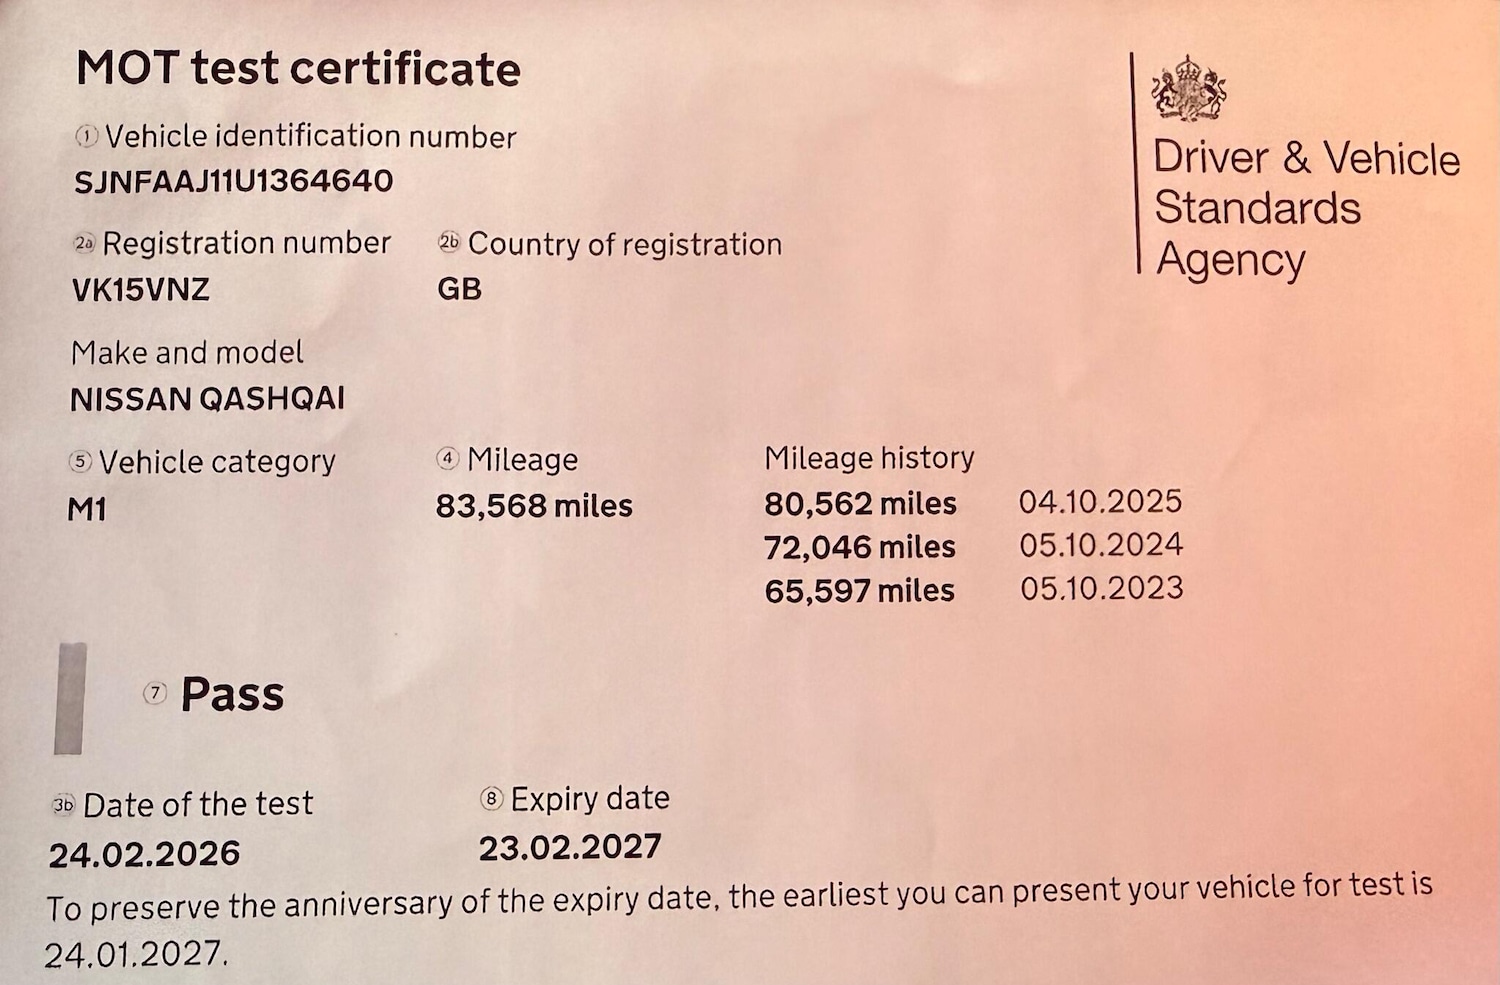 MOT test certificate
① Vehicle identification number
SJNFAAJ11U1364640
2a Registration number 2b Country of registration
VK15VNZ GB
Make and model
NISSAN QASHQAI
⑤ Vehicle category ④ Mileage Mileage history
M1 83,568 miles 80,562 miles 04.10.2025
72,046 miles 05.10.2024
65,597 miles 05.10.2023
⑦ Pass
3b Date of the test ⑧ Expiry date
24.02.2026 23.02.2027
To preserve the anniversary of the expiry date, the earliest you can present your vehicle for test is
24.01.2027.
Driver & Vehicle
Standards
Agency